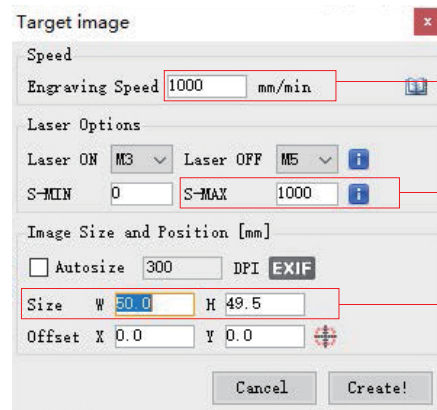 Target image
x
Speed
Engraving Speed 1000 mm/min
Laser Options
Laser ON M3 Laser OFF M5 i
S-MIN 0 S-MAX 1000 i
Image Size and Position [mm]
Autosize 300 DPI EXIF
Size W 50.0 H 49.5
Offset X 0.0 Y 0.0
Cancel Create!